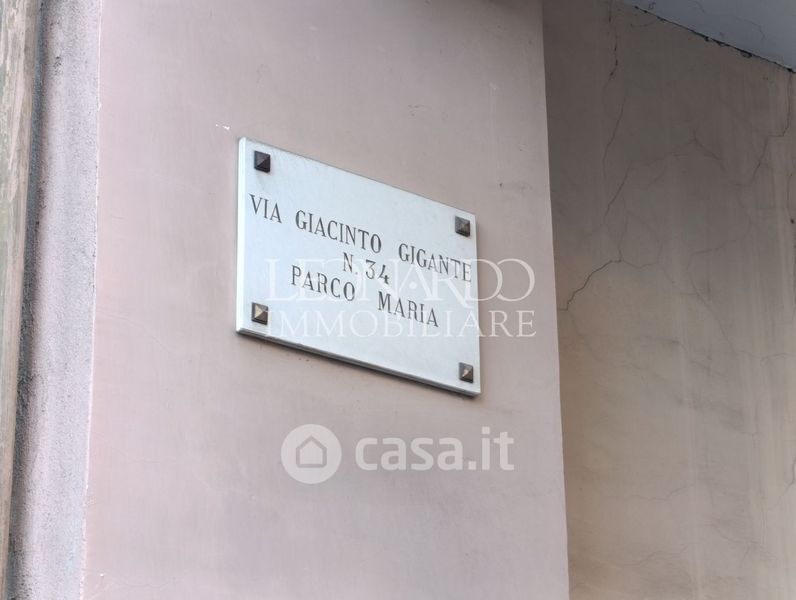 VIA GIACINTO GIGANTE
N. 34
PARCO MARIA
LEONARDO
IMMOBILIARE
casa.it